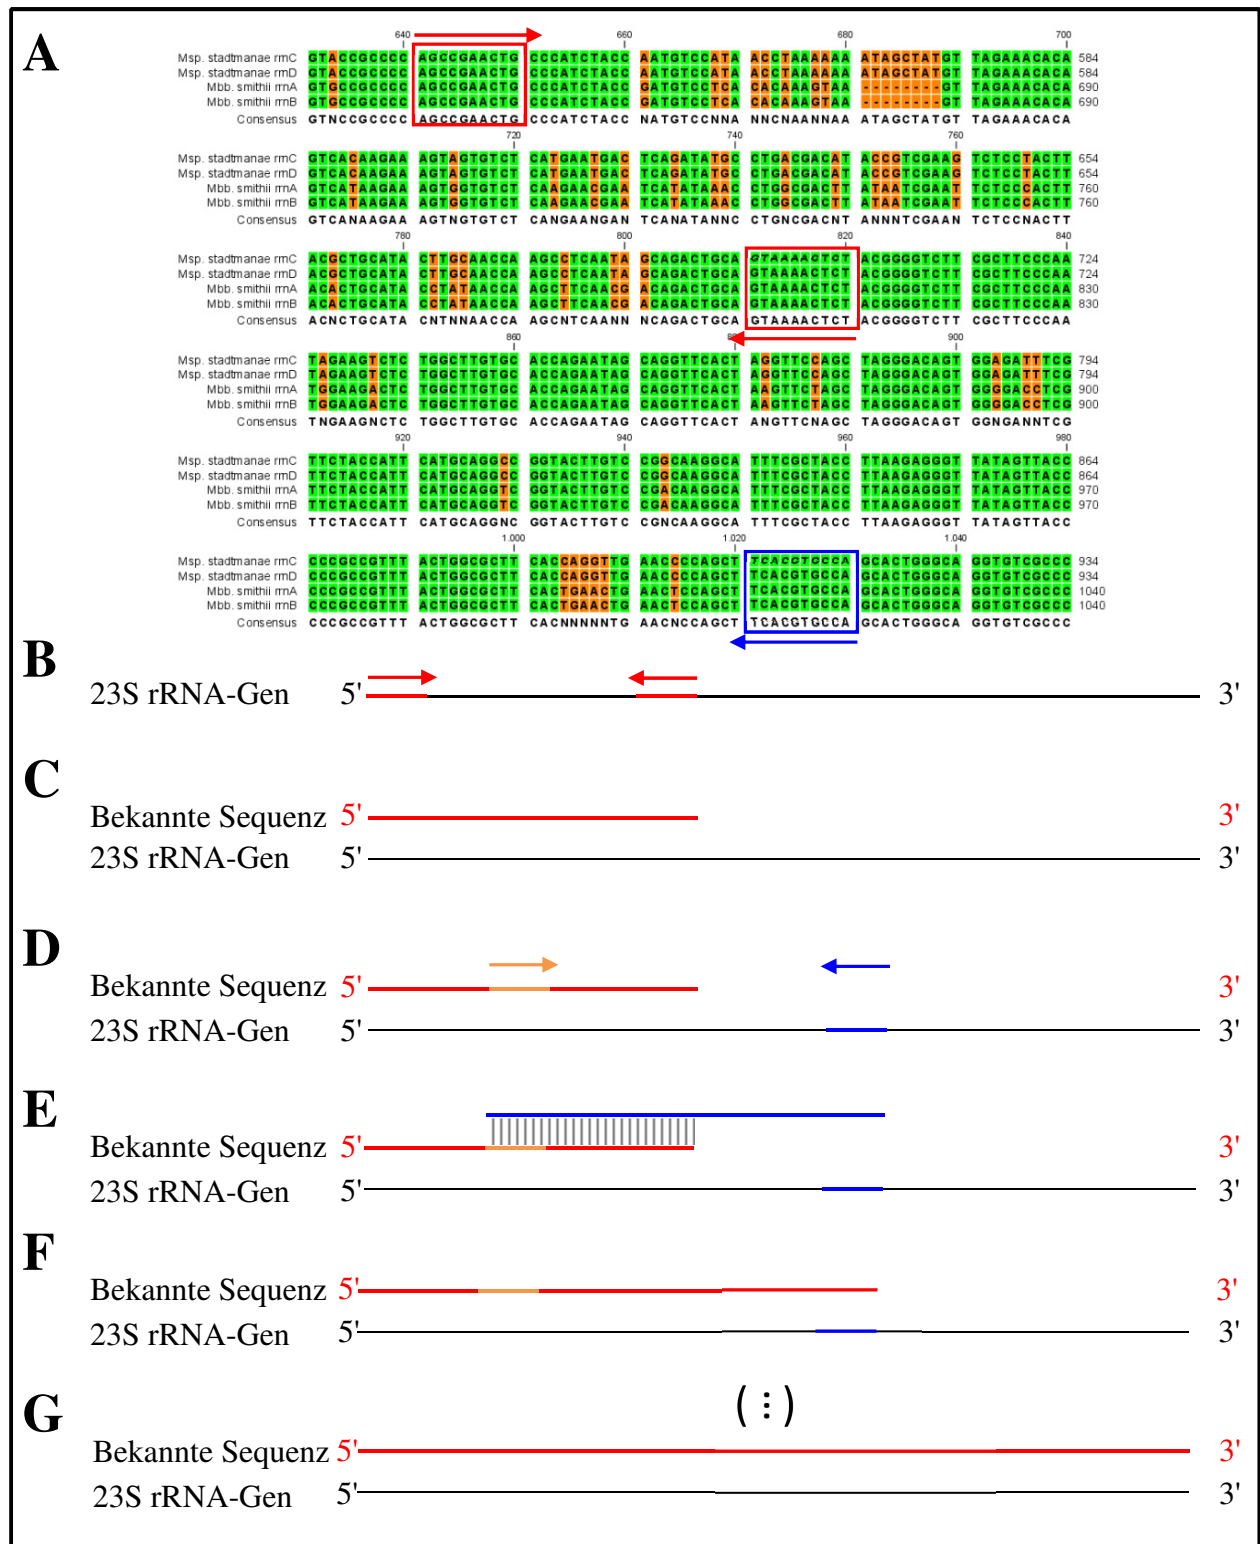 A
640 660 680 700
Msp. stadtmanae rrnC GTACCGCCCC AGCCGAACTG CCCATCTACC AATGTCCATA ACCTAAAAAA ATAGCTATGT TAGAAACACA 584
Msp. stadtmanae rrnD GTACCGCCCC AGCCGAACTG CCCATCTACC AATGTCCATA ACCTAAAAAA ATAGCTATGT TAGAAACACA 584
Mbb. smithii rrnA GTGCCGCCCC AGCCGAACTG CCCATCTACC GATGTCCTCA CACAAAGTAA --------GT TAGAAACACA 690
Mbb. smithii rrnB GTGCCGCCCC AGCCGAACTG CCCATCTACC GATGTCCTCA CACAAAGTAA --------GT TAGAAACACA 690
Consensus GTNCCGCCCC AGCCGAACTG CCCATCTACC NATGTCCNNA NNCNAANNAA ATAGCTATGT TAGAAACACA
720 740 760
Msp. stadtmanae rrnC GTCACAAGAA AGTAGTGTCT CATGAATGAC TCAGATATGC CTGACGACAT ACCGTCGAAG TCTCCTACTT 654
Msp. stadtmanae rrnD GTCACAAGAA AGTAGTGTCT CATGAATGAC TCAGATATGC CTGACGACAT ACCGTCGAAG TCTCCTACTT 654
Mbb. smithii rrnA GTCATAAGAA AGTGGTGTCT CAAGAACGAA TCATATAAAC CTGGCGACTT ATAATCGAAT TCTCCCACTT 760
Mbb. smithii rrnB GTCATAAGAA AGTGGTGTCT CAAGAACGAA TCATATAAAC CTGGCGACTT ATAATCGAAT TCTCCCACTT 760
Consensus GTCANAAGAA AGTNGTGTCT CANGAANGAN TCANATANNC CTGNCGACNT ANNNTCGAAN TCTCCNACTT
780 800 820 840
Msp. stadtmanae rrnC ACGCTGCATA CTTGCAACCA AGCCTCAATA GCAGACTGCA GTAAAACTCT ACGGGGTCTT CGCTTCCCAA 724
Msp. stadtmanae rrnD ACGCTGCATA CTTGCAACCA AGCCTCAATA GCAGACTGCA GTAAAACTCT ACGGGGTCTT CGCTTCCCAA 724
Mbb. smithii rrnA ACACTGCATA CCTATAACCA AGCTTCAACG ACAGACTGCA GTAAAACTCT ACGGGGTCTT CGCTTCCCAA 830
Mbb. smithii rrnB ACACTGCATA CCTATAACCA AGCTTCAACG ACAGACTGCA GTAAAACTCT ACGGGGTCTT CGCTTCCCAA 830
Consensus ACNCTGCATA CNTNNAACCA AGCNTCAANN NCAGACTGCA GTAAAACTCT ACGGGGTCTT CGCTTCCCAA
860 900
Msp. stadtmanae rrnC TAGAAGTCTC TGGCTTGTGC ACCAGAATAG CAGGTTCACT AGGTTCCAGC TAGGGACAGT GGAGATTTCG 794
Msp. stadtmanae rrnD TAGAAGTCTC TGGCTTGTGC ACCAGAATAG CAGGTTCACT AGGTTCCAGC TAGGGACAGT GGAGATTTCG 794
Mbb. smithii rrnA TGGAAGACTC TGGCTTGTGC ACCAGAATAG CAGGTTCACT AAGTTCTAGC TAGGGACAGT GGGGACCTCG 900
Mbb. smithii rrnB TGGAAGACTC TGGCTTGTGC ACCAGAATAG CAGGTTCACT AAGTTCTAGC TAGGGACAGT GGGGACCTCG 900
Consensus TNGAAGNCTC TGGCTTGTGC ACCAGAATAG CAGGTTCACT ANGTTCNAGC TAGGGACAGT GGNGANNTCG
920 940 960 980
Msp. stadtmanae rrnC TTCTACCATT CATGCAGGCC GGTACTTGTC CGGCAAGGCA TTTCGCTACC TTAAGAGGGT TATAGTTACC 864
Msp. stadtmanae rrnD TTCTACCATT CATGCAGGCC GGTACTTGTC CGGCAAGGCA TTTCGCTACC TTAAGAGGGT TATAGTTACC 864
Mbb. smithii rrnA TTCTACCATT CATGCAGGTC GGTACTTGTC CGACAAGGCA TTTCGCTACC TTAAGAGGGT TATAGTTACC 970
Mbb. smithii rrnB TTCTACCATT CATGCAGGTC GGTACTTGTC CGACAAGGCA TTTCGCTACC TTAAGAGGGT TATAGTTACC 970
Consensus TTCTACCATT CATGCAGGNC GGTACTTGTC CGNCAAGGCA TTTCGCTACC TTAAGAGGGT TATAGTTACC
1.000 1.020 1.040
Msp. stadtmanae rrnC CCCGCCGTTT ACTGGCGCTT CACCAGGTTG AACCCCAGCT TCACGTGCCA GCACTGGGCA GGTGTCGCCC 934
Msp. stadtmanae rrnD CCCGCCGTTT ACTGGCGCTT CACCAGGTTG AACCCCAGCT TCACGTGCCA GCACTGGGCA GGTGTCGCCC 934
Mbb. smithii rrnA CCCGCCGTTT ACTGGCGCTT CACTGAACTG AACTCCAGCT TCACGTGCCA GCACTGGGCA GGTGTCGCCC 1040
Mbb. smithii rrnB CCCGCCGTTT ACTGGCGCTT CACTGAACTG AACTCCAGCT TCACGTGCCA GCACTGGGCA GGTGTCGCCC 1040
Consensus CCCGCCGTTT ACTGGCGCTT CACNNNNNTG AACNCCAGCT TCACGTGCCA GCACTGGGCA GGTGTCGCCC
B
23S rRNA-Gen 5' 3'
C
Bekannte Sequenz 5' 3'
23S rRNA-Gen 5' 3'
D
Bekannte Sequenz 5' 3'
23S rRNA-Gen 5' 3'
E
Bekannte Sequenz 5' 3'
23S rRNA-Gen 5' 3'
F
Bekannte Sequenz 5' 3'
23S rRNA-Gen 5' 3'
(⋮)
G
Bekannte Sequenz 5' 3'
23S rRNA-Gen 5' 3'